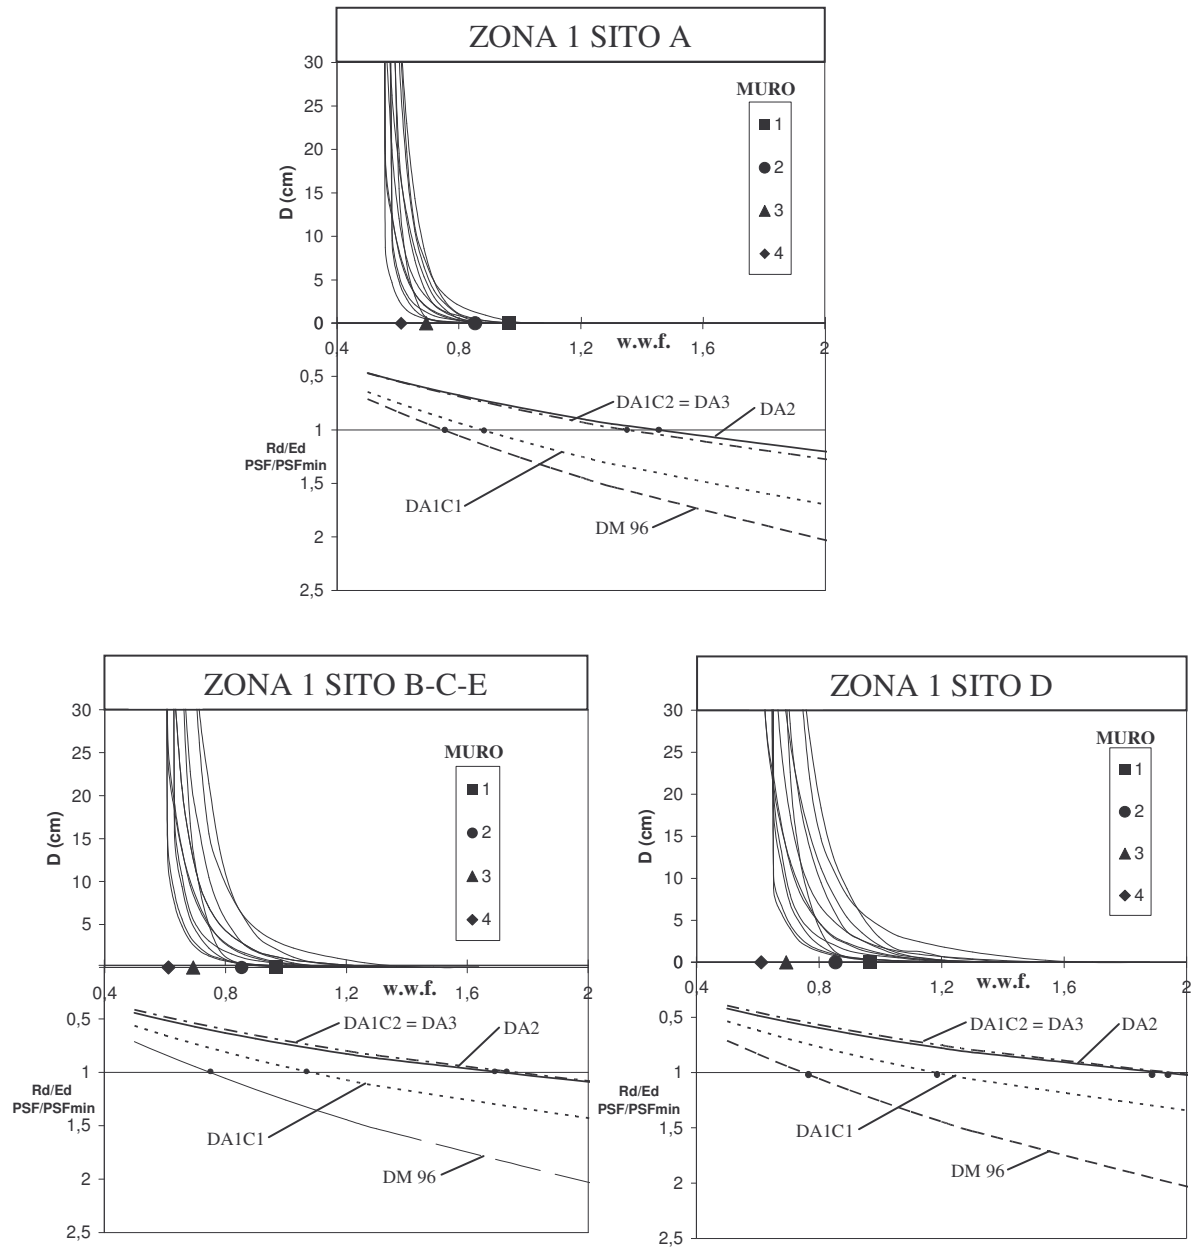 ZONA 1 SITO A
30
25
20
15
10
5
0
D (cm)
MURO
1
2
3
4
0,4
0,8
1,2
w.w.f.
1,6
2
0,5
1
1,5
2
2,5
Rd/Ed
PSF/PSFmin
DA1C2 = DA3
DA2
DA1C1
DM 96
ZONA 1 SITO B-C-E
30
25
20
15
10
5
D (cm)
MURO
1
2
3
4
0,4
0,8
1,2
w.w.f.
1,6
2
0,5
1
1,5
2
2,5
Rd/Ed
PSF/PSFmin
DA1C2 = DA3
DA2
DA1C1
DM 96
ZONA 1 SITO D
30
25
20
15
10
5
0
D (cm)
MURO
1
2
3
4
0,4
0,8
1,2
w.w.f.
1,6
2
0,5
1
1,5
2
2,5
Rd/Ed
PSF/PSFmin
DA1C2 = DA3
DA2
DA1C1
DM 96